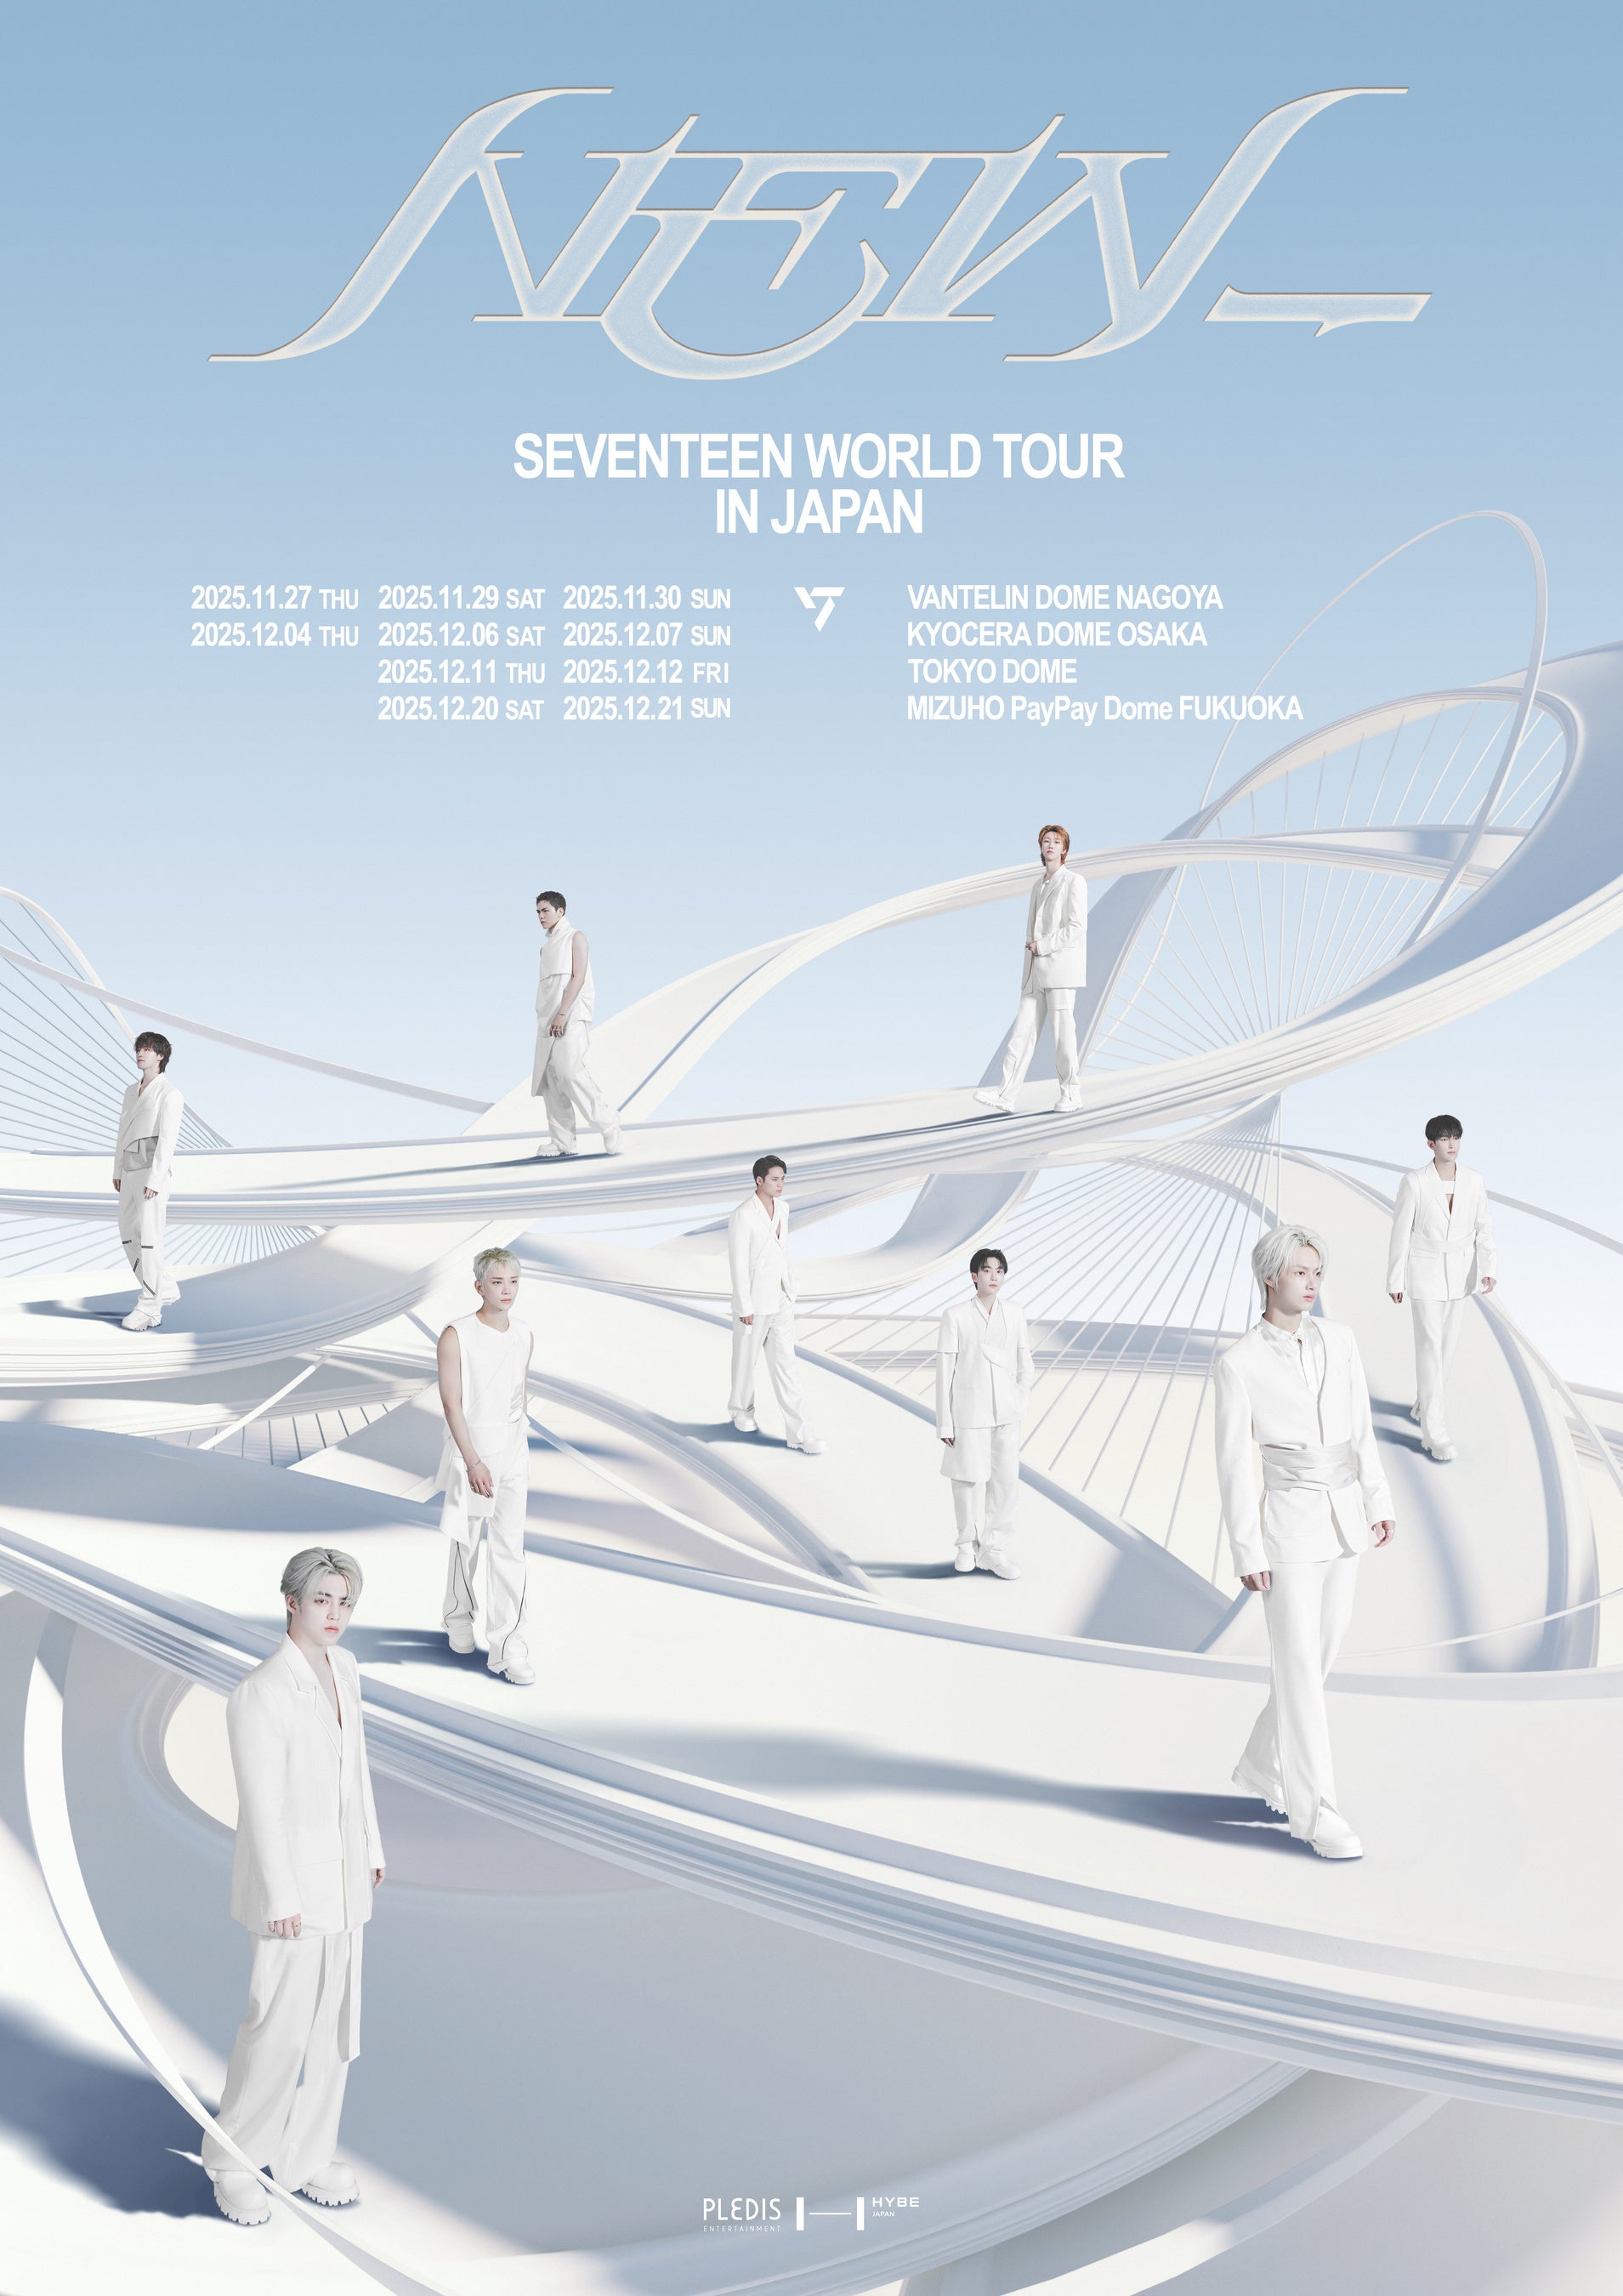 NEW_
SEVENTEEN WORLD TOUR
IN JAPAN
2025.11.27 THU 2025.11.29 SAT 2025.11.30 SUN VANTELIN DOME NAGOYA
2025.12.04 THU 2025.12.06 SAT 2025.12.07 SUN KYOCERA DOME OSAKA
2025.12.11 THU 2025.12.12 FRI TOKYO DOME
2025.12.20 SAT 2025.12.21 SUN MIZUHO PayPay Dome FUKUOKA
PLEDIS HYBE
ENTERTAINMENT JAPAN